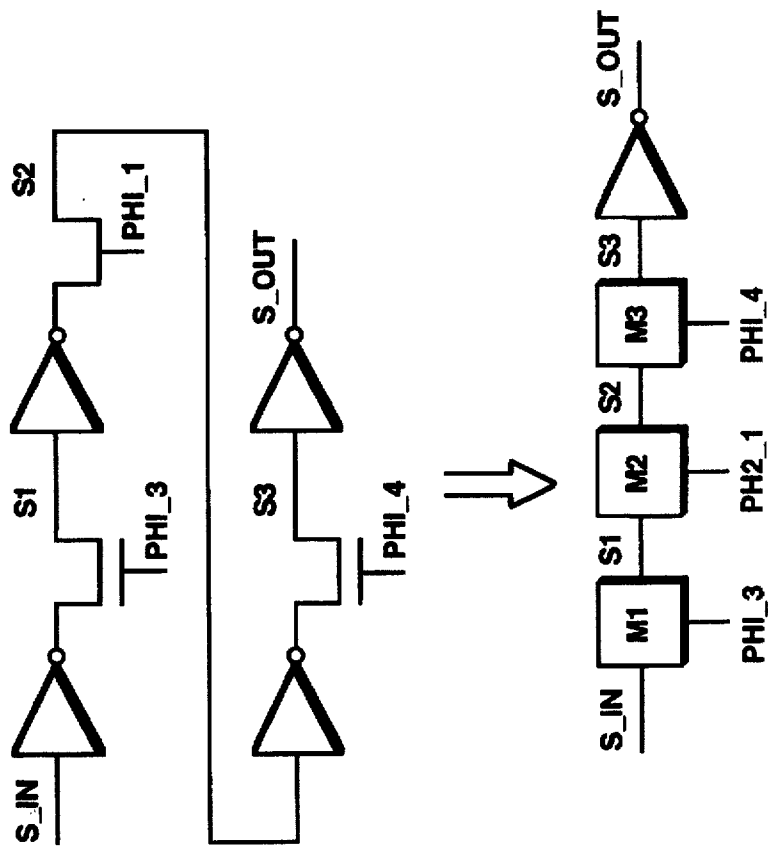 S_IN
S1
PHI_3
S2
PHI_1
S3
PHI_4
S_OUT
S_IN
M1
PHI_3
S1
M2
PH2_1
S2
M3
PHI_4
S3
S_OUT